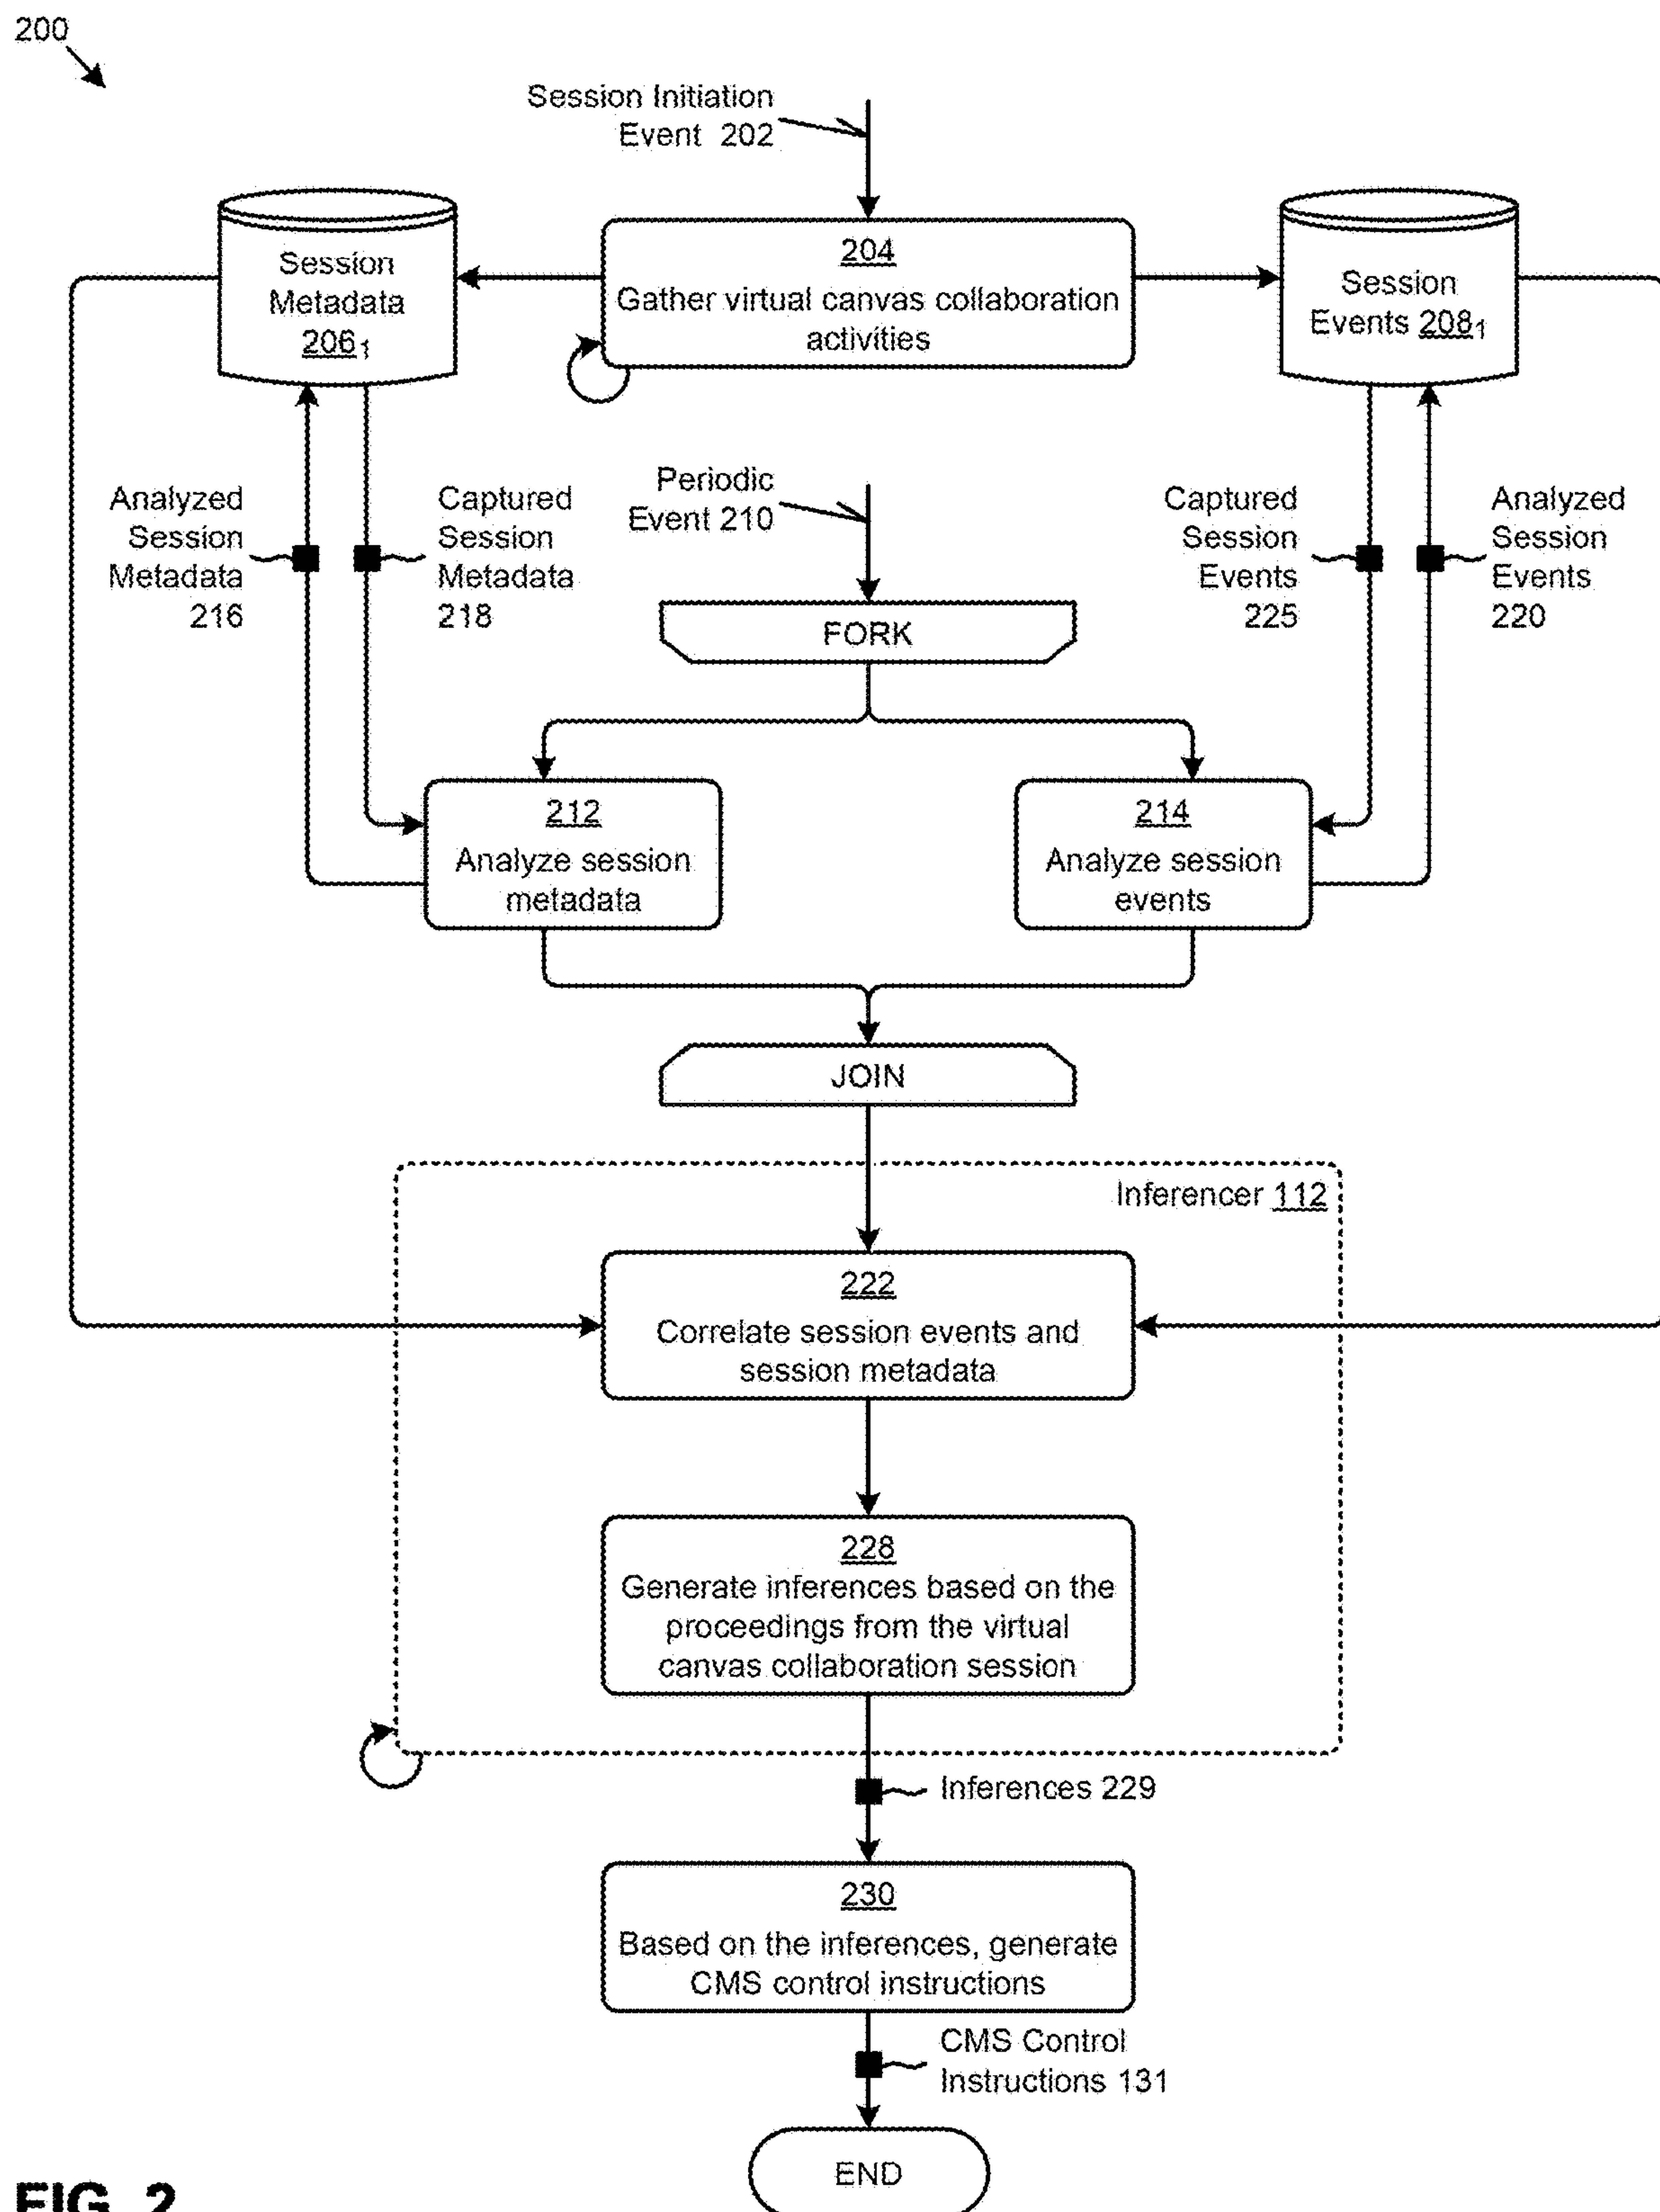 200
Session Initiation
Event 202
Session
Metadata
206₁
204
Gather virtual canvas collaboration
activities
Session
Events 208₁
Analyzed
Session
Metadata
216
Captured
Session
Metadata
218
Periodic
Event 210
Captured
Session
Events
225
Analyzed
Session
Events
220
FORK
212
Analyze session
metadata
214
Analyze session
events
JOIN
Inferencer 112
222
Correlate session events and
session metadata
228
Generate inferences based on the
proceedings from the virtual
canvas collaboration session
Inferences 229
230
Based on the inferences, generate
CMS control instructions
CMS Control
Instructions 131
END
FIG. 2